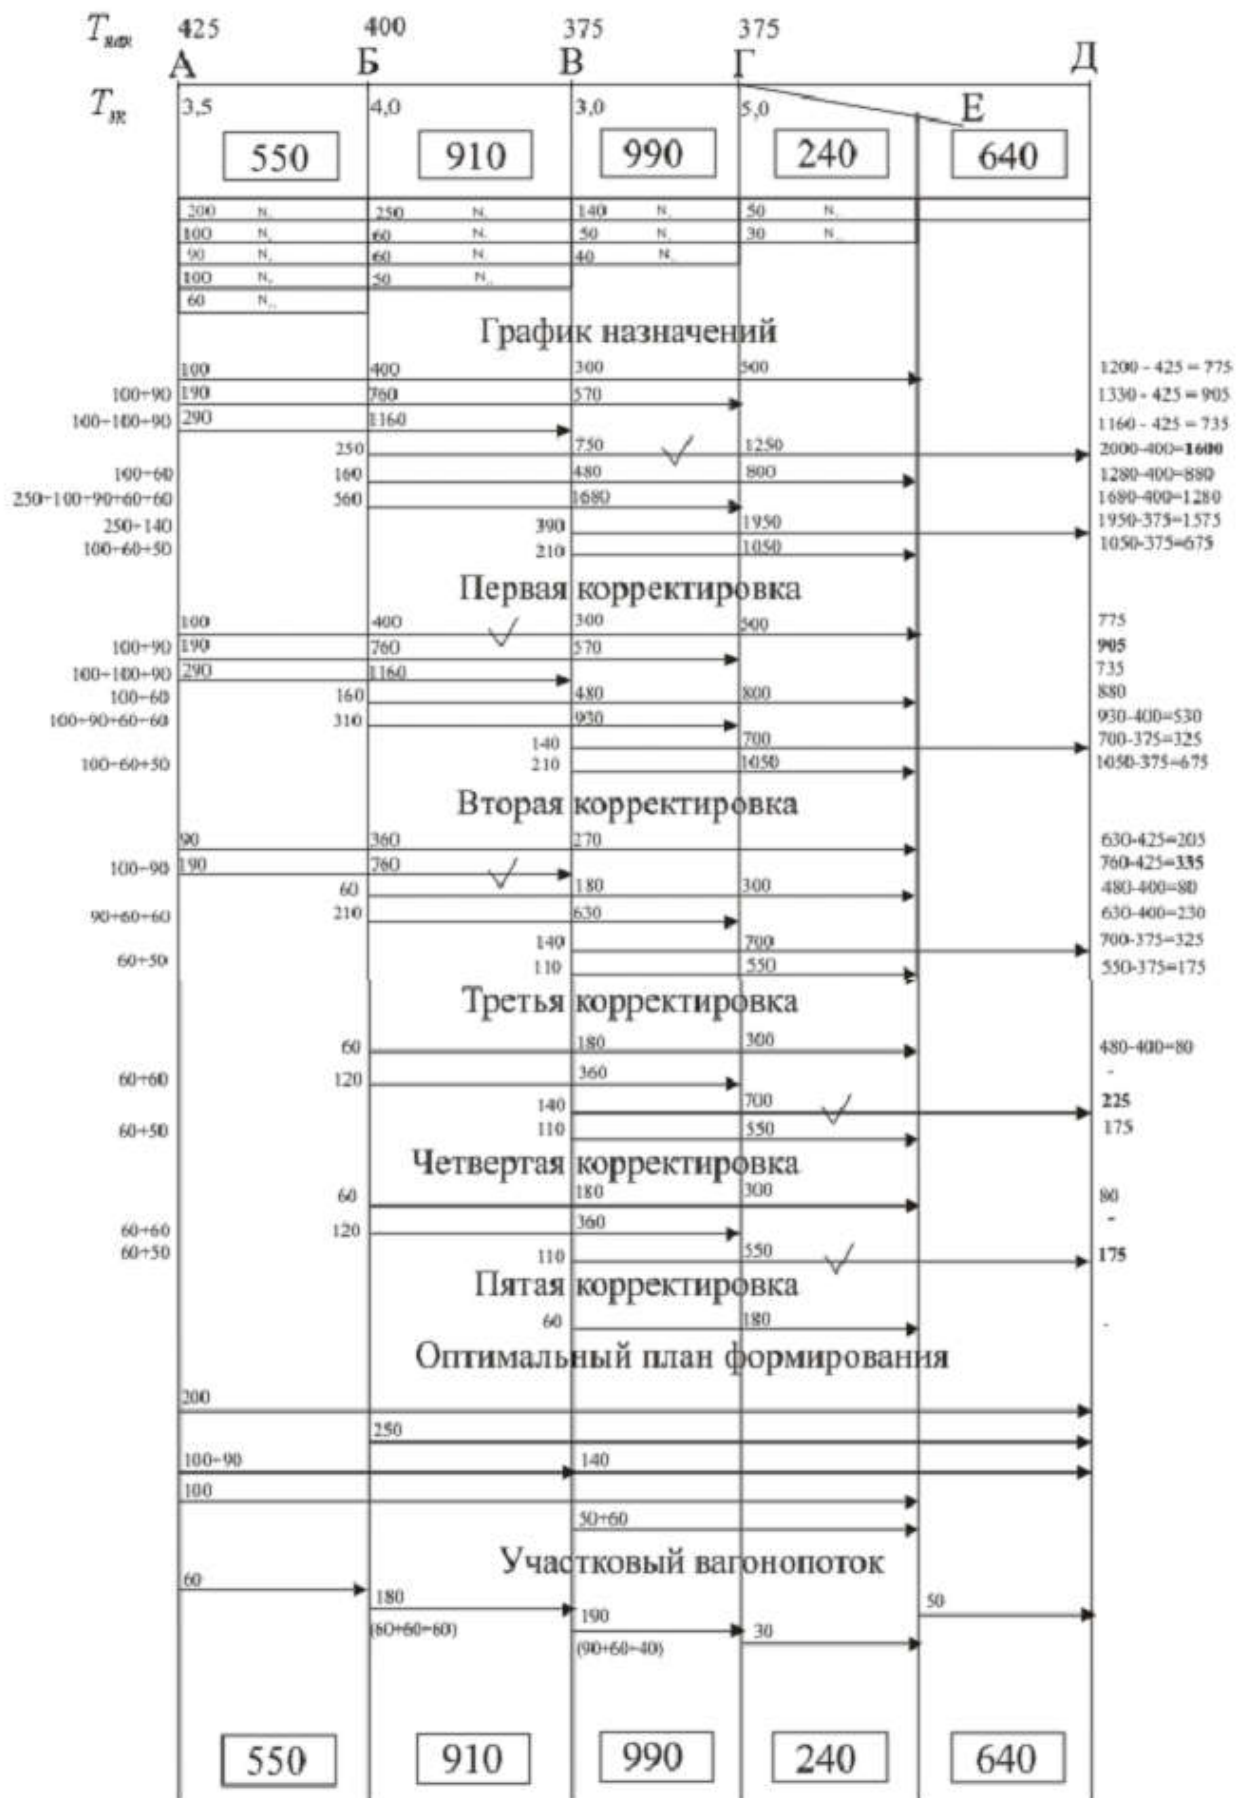 Tнак 425 400 375 375
А Б В Г Д
Tэк 3,5 4,0 3,0 5,0 Е
550 910 990 240 640
200 N 250 N 140 N 50 N
100 N 60 N 50 N 30 N
90 N 60 N 40 N
100 N 50 N
60 N
График назначений
100 400 300 500 1200 - 425 = 775
100+90 190 760 570 1330 - 425 = 905
100+100+90 290 1160 1160 - 425 = 735
250 750 1250 2000-400=1600
100+60 160 480 800 1280-400=880
250+100+90+60+60 560 1680 1680-400=1280
250+140 390 1950 1950-375=1575
100+60+50 210 1050 1050-375=675
Первая корректировка
100 400 300 500 775
100+90 190 760 570 905
100+100+90 290 1160 735
100+60 160 480 800 880
100+90+60+60 310 930 930-400=530
140 700 700-375=325
100+60+50 210 1050 1050-375=675
Вторая корректировка
90 360 270 630-425=205
100+90 190 760 760-425=335
60 180 300 480-400=80
90+60+60 210 630 630-400=230
140 700 700-375=325
60+50 110 550 550-375=175
Третья корректировка
60 180 300 480-400=80
60+60 120 360 -
140 700 225
60+50 110 550 175
Четвертая корректировка
60 180 300 80
60+60 120 360 -
60+50 110 550 175
Пятая корректировка
60 180 -
Оптимальный план формирования
200
250
100+90 140
100
50+60
Участковый вагонопоток
60
180 50
(60+60+60) 190 30
(90+60+40)
550 910 990 240 640